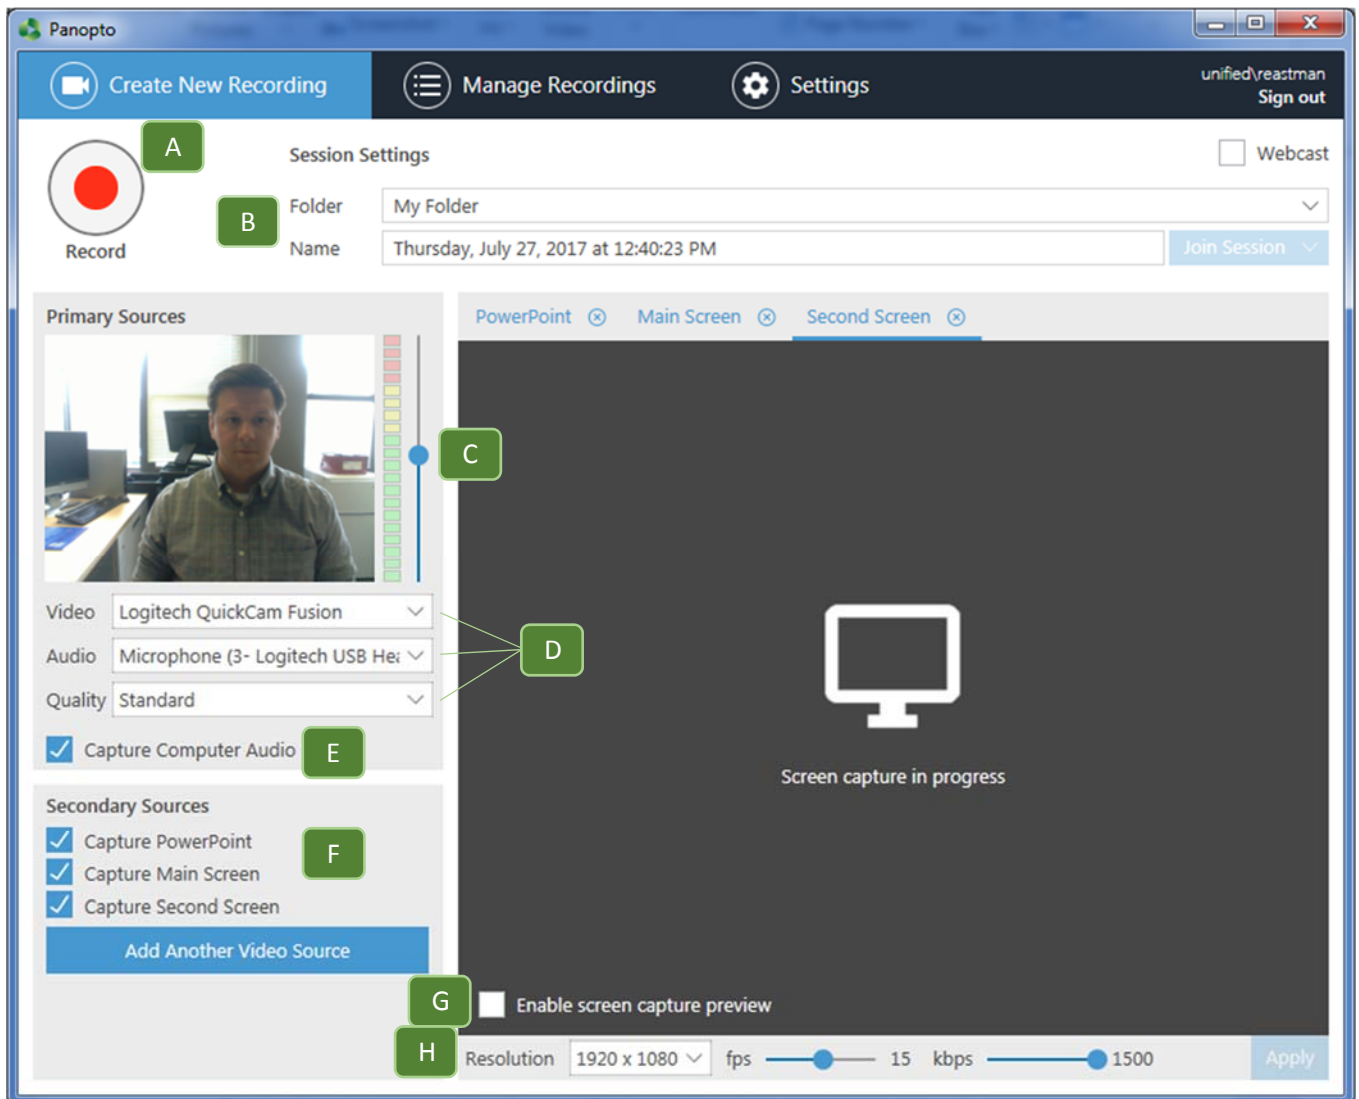 Panopto
Create New Recording
Manage Recordings
Settings
unified\reastman
Sign out
A
Record
Session Settings
Webcast
B
Folder
My Folder
Name
Thursday, July 27, 2017 at 12:40:23 PM
Join Session
Primary Sources
PowerPoint
Main Screen
Second Screen
C
Video
Logitech QuickCam Fusion
Audio
Microphone (3- Logitech USB Hea
Quality
Standard
D
Capture Computer Audio
E
Screen capture in progress
Secondary Sources
Capture PowerPoint
Capture Main Screen
Capture Second Screen
F
Add Another Video Source
G
Enable screen capture preview
H
Resolution
1920 x 1080
fps
15
kbps
1500
Apply